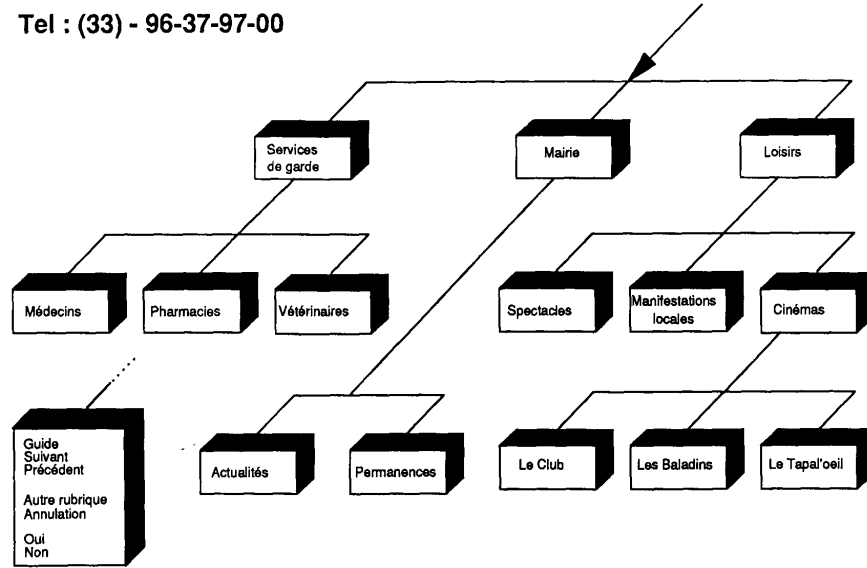 Tel : (33) - 96-37-97-00
Services
de garde
Mairie
Loisirs
Médecins
Pharmacies
Vétérinaires
Spectacles
Manifestations
locales
Cinémas
Guide
Suivant
Précédent
Autre rubrique
Annulation
Oui
Non
Actualités
Permanences
Le Club
Les Baladins
Le Tapal'oeil